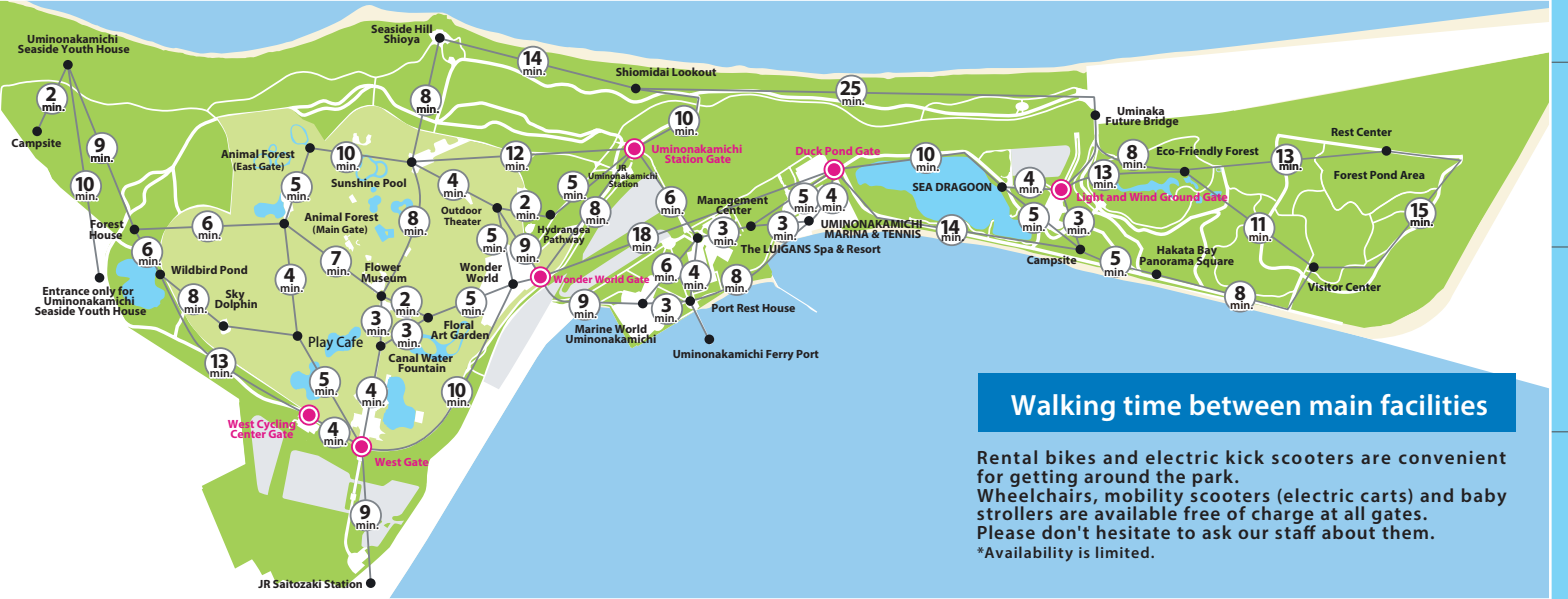 Uminonakamichi
Seaside Youth House
2
min.
Campsite
9
min.
10
min.
Entrance only for
Uminonakamichi
Seaside Youth House
Forest
House
6
min.
6
min.
Wildbird Pond
8
min.
Sky
Dolphin
13
min.
Animal Forest
(East Gate)
10
min.
5
min.
Sunshine Pool
Animal Forest
(Main Gate)
8
min.
7
min.
4
min.
Flower
Museum
2
min.
3
min.
3
min.
Floral
Art Garden
5
min.
Play Cafe
Canal Water
Fountain
5
min.
4
min.
10
min.
West Cycling
Center Gate
4
min.
West Gate
9
min.
JR Saitozaki Station
Seaside Hill
Shioya
14
min.
8
min.
12
min.
4
min.
Outdoor
Theater
2
min.
5
min.
Hydrangea
Pathway
8
min.
5
min.
9
min.
Wonder
World
Wonder World Gate
Shiomidai Lookout
25
min.
10
min.
Uminonakamichi
Station Gate
JR
Uminonakamichi
Station
6
min.
18
min.
Management
Center
3
min.
3
min.
5
min.
4
min.
Duck Pond Gate
UMINONAKAMICHI
MARINA & TENNIS
The LUIGANS Spa & Resort
6
min.
4
min.
8
min.
9
min.
3
min.
Marine World
Uminonakamichi
Port Rest House
Uminonakamichi Ferry Port
10
min.
14
min.
SEA DRAGOON
4
min.
5
min.
3
min.
Campsite
Uminaka
Future Bridge
8
min.
13
min.
Light and Wind Ground Gate
Eco-Friendly Forest
13
min.
Rest Center
Forest Pond Area
15
min.
11
min.
Hakata Bay
Panorama Square
5
min.
8
min.
Visitor Center
Walking time between main facilities
Rental bikes and electric kick scooters are convenient
for getting around the park.
Wheelchairs, mobility scooters (electric carts) and baby
strollers are available free of charge at all gates.
Please don't hesitate to ask our staff about them.
*Availability is limited.